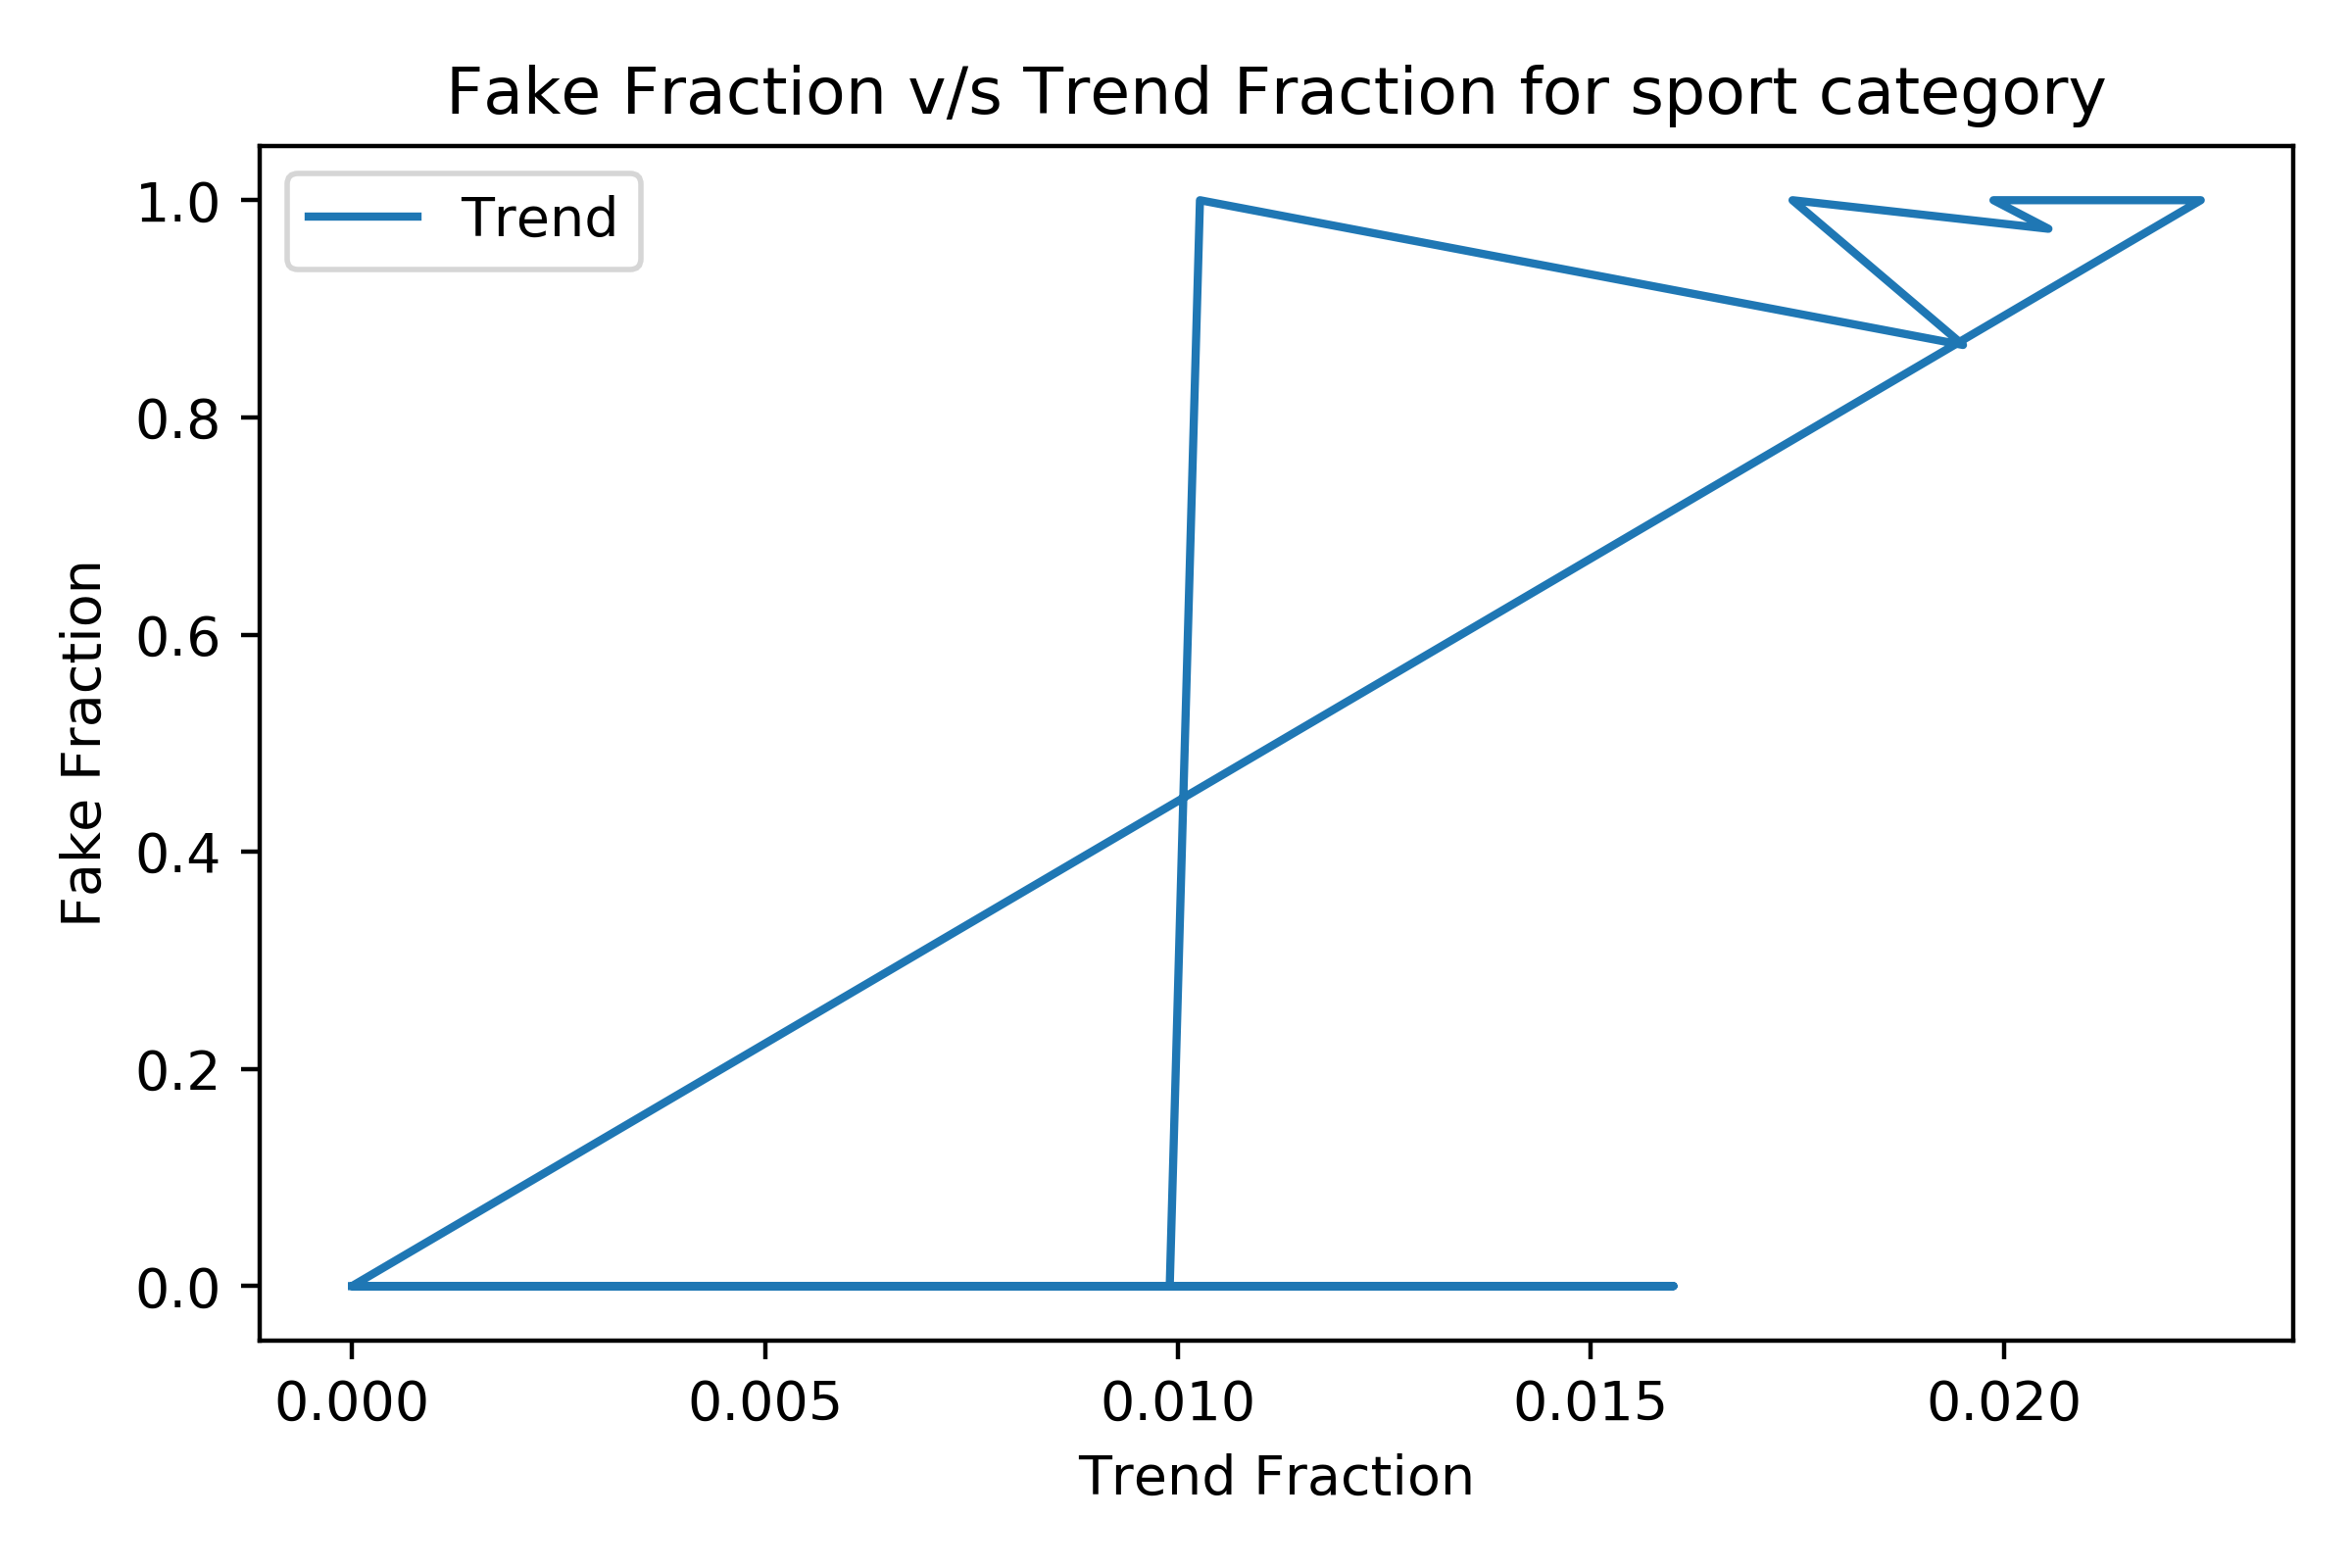 Fake Fraction v/s Trend Fraction for sport category
Trend
1.0
0.8
0.6
0.4
0.2
0.0
Fake Fraction
0.000 0.005 0.010 0.015 0.020
Trend Fraction